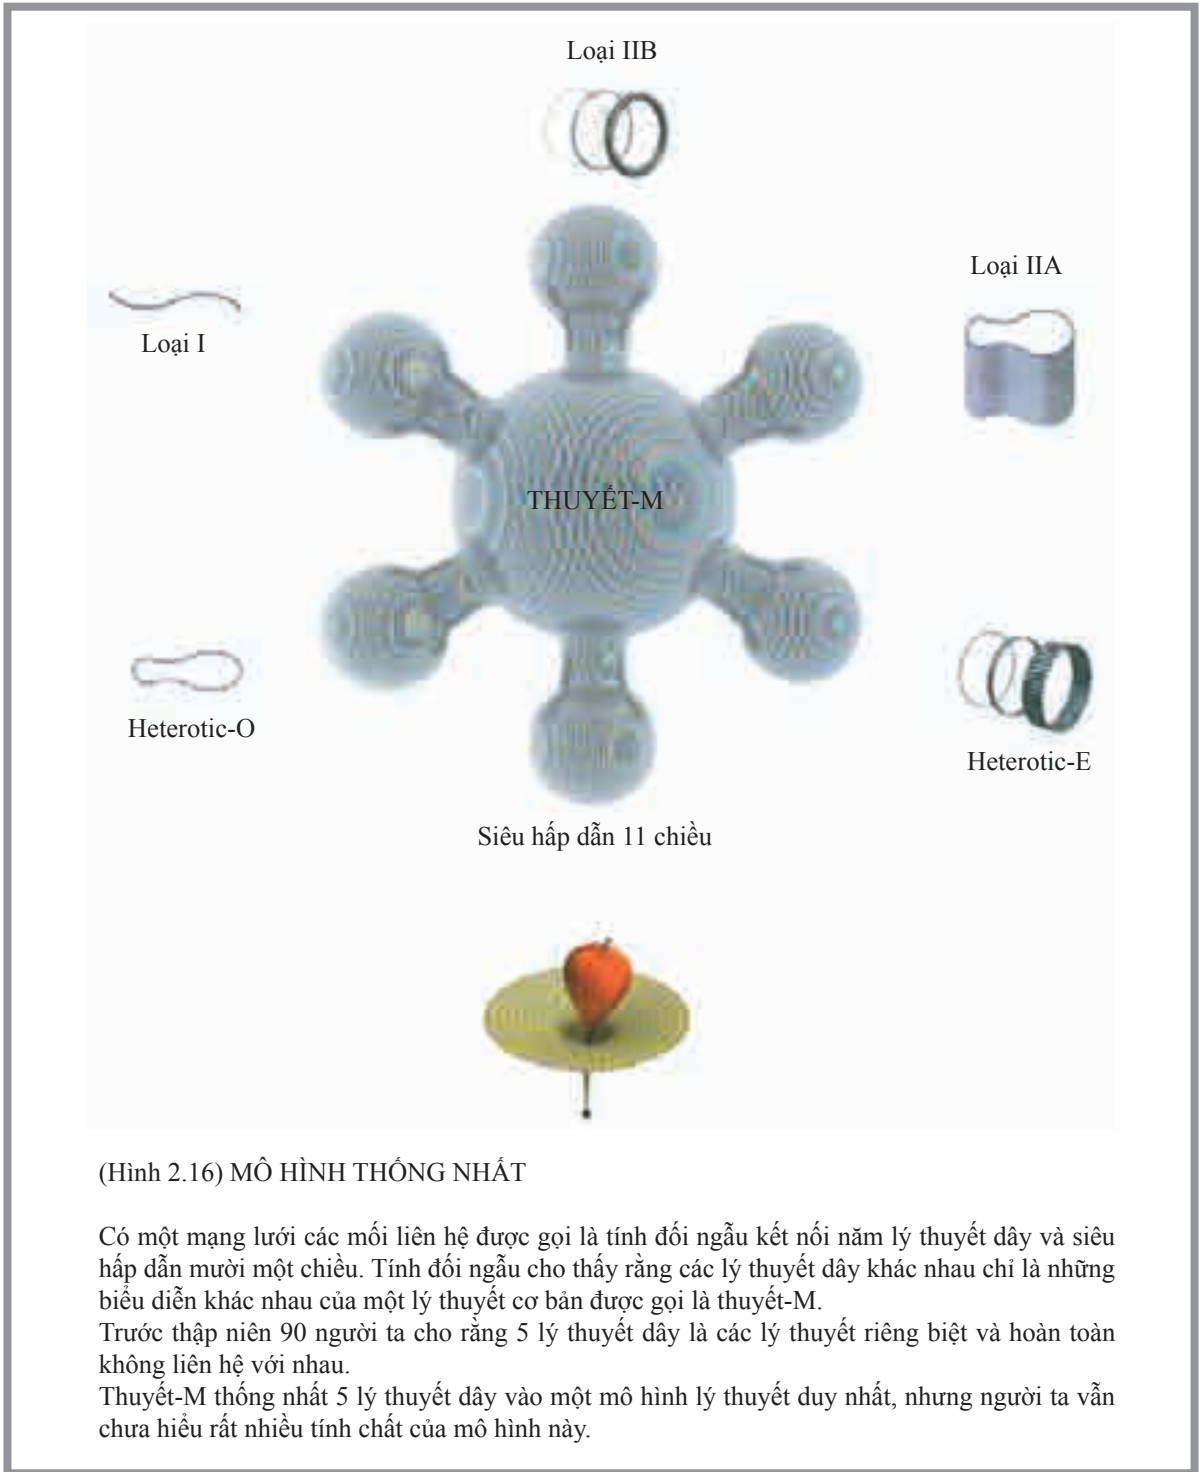 Loại IIB
Loại IIA
Loại I
THUYẾT-M
Heterotic-O
Heterotic-E
Siêu hấp dẫn 11 chiều
(Hình 2.16) MÔ HÌNH THỐNG NHẤT
Có một mạng lưới các mối liên hệ được gọi là tính đối ngẫu kết nối năm lý thuyết dây và siêu
hấp dẫn mười một chiều. Tính đối ngẫu cho thấy rằng các lý thuyết dây khác nhau chỉ là những
biểu diễn khác nhau của một lý thuyết cơ bản được gọi là thuyết-M.
Trước thập niên 90 người ta cho rằng 5 lý thuyết dây là các lý thuyết riêng biệt và hoàn toàn
không liên hệ với nhau.
Thuyết-M thống nhất 5 lý thuyết dây vào một mô hình lý thuyết duy nhất, nhưng người ta vẫn
chưa hiểu rất nhiều tính chất của mô hình này.